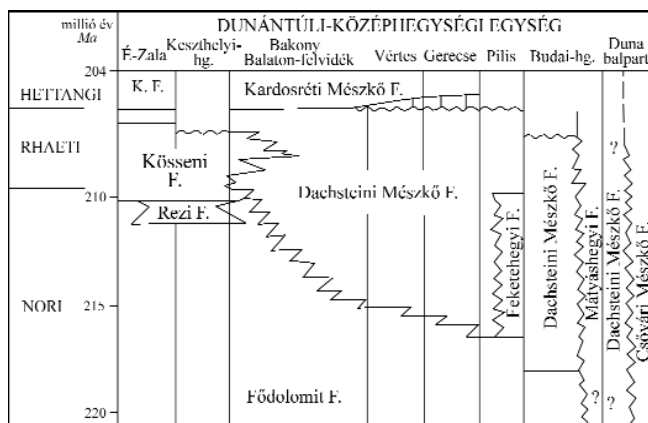 millió év
Ma
DUNÁNTÚLI-KÖZÉPHEGYSÉGI EGYSÉG
É-Zala
Keszthelyi-
hg.
Bakony
Balaton-felvidék
Vértes
Gerecse
Pilis
Budai-hg.
Duna
balpart
204
HETTANGI
K. F.
Kardosréti Mészkő F.
RHAETI
Kösseni
F.
?
210
Dachsteini Mészkő F.
Rezi F.
Feketehegyi F.
Dachsteini Mészkő F.
Mátyáshegyi F.
Dachsteini Mészkő F.
Csővári Mészkő F.
NORI
215
Fődolomit F.
?
?
220